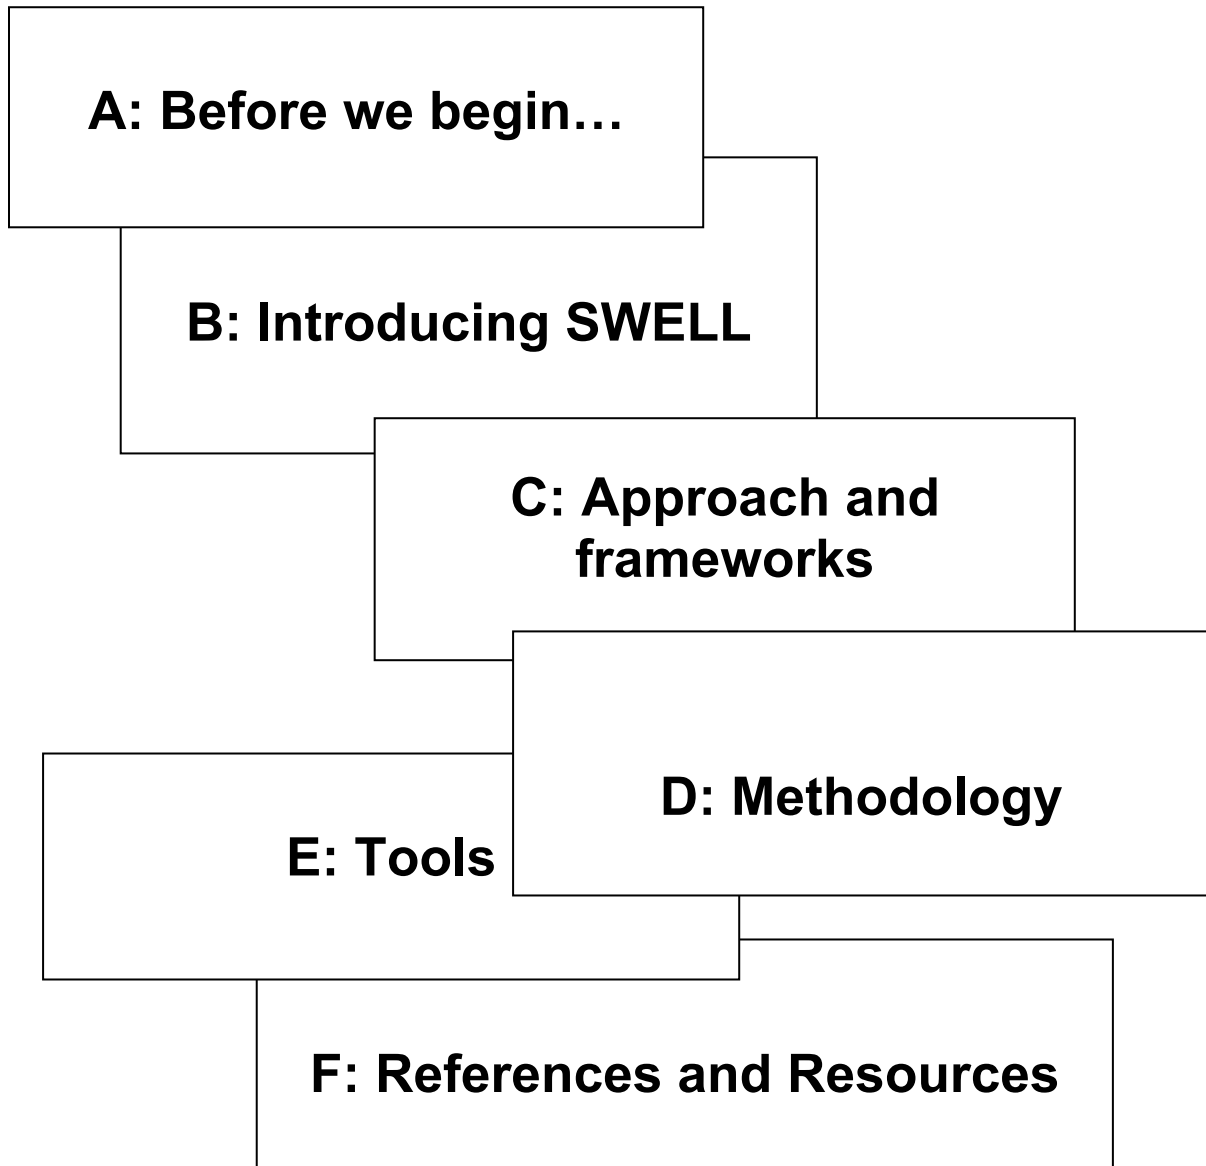 A: Before we begin…
B: Introducing SWELL
C: Approach and
frameworks
D: Methodology
E: Tools
F: References and Resources